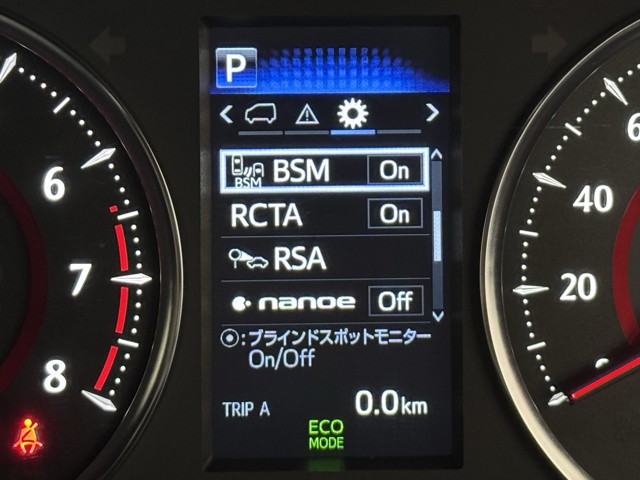 P
BSM BSM On
RCTA On
RSA
nanoe Off
⦿:ブラインドスポットモニター
On/Off
TRIP A 0.0km
ECO
MODE
6
7
8
40
20